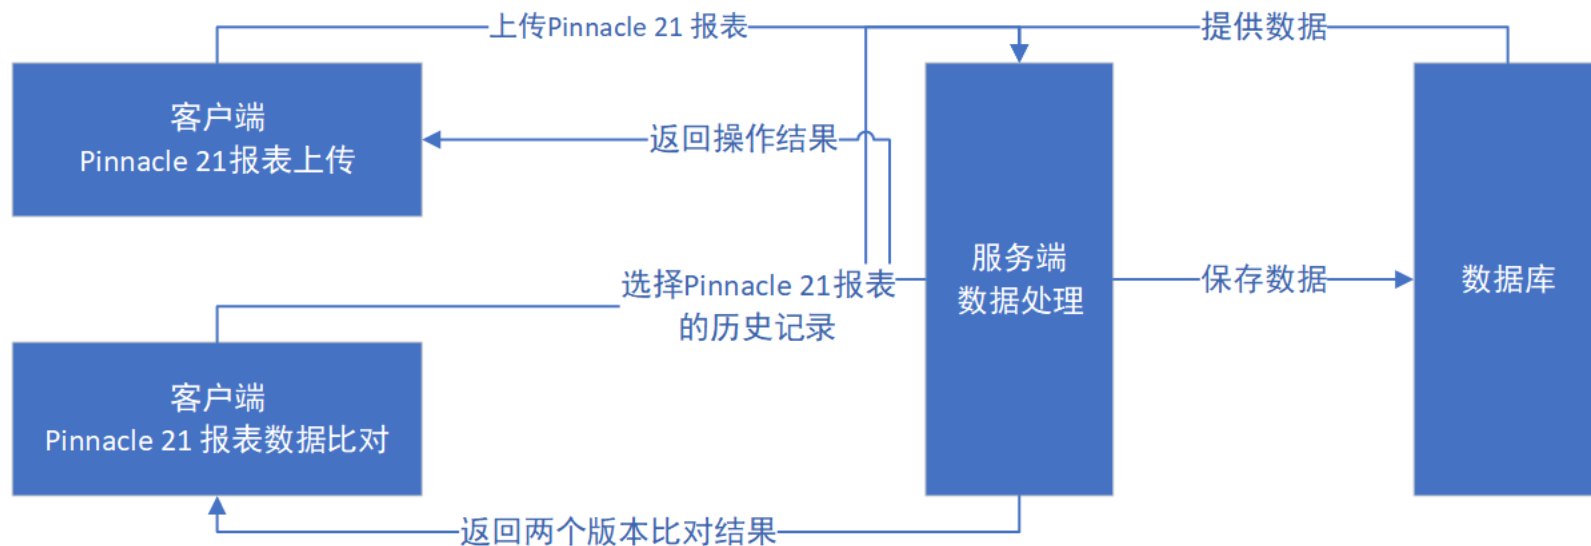 上传Pinnacle 21 报表
提供数据
客户端
Pinnacle 21报表上传
返回操作结果
选择Pinnacle 21报表
的历史记录
服务端
数据处理
保存数据
数据库
客户端
Pinnacle 21 报表数据比对
返回两个版本比对结果